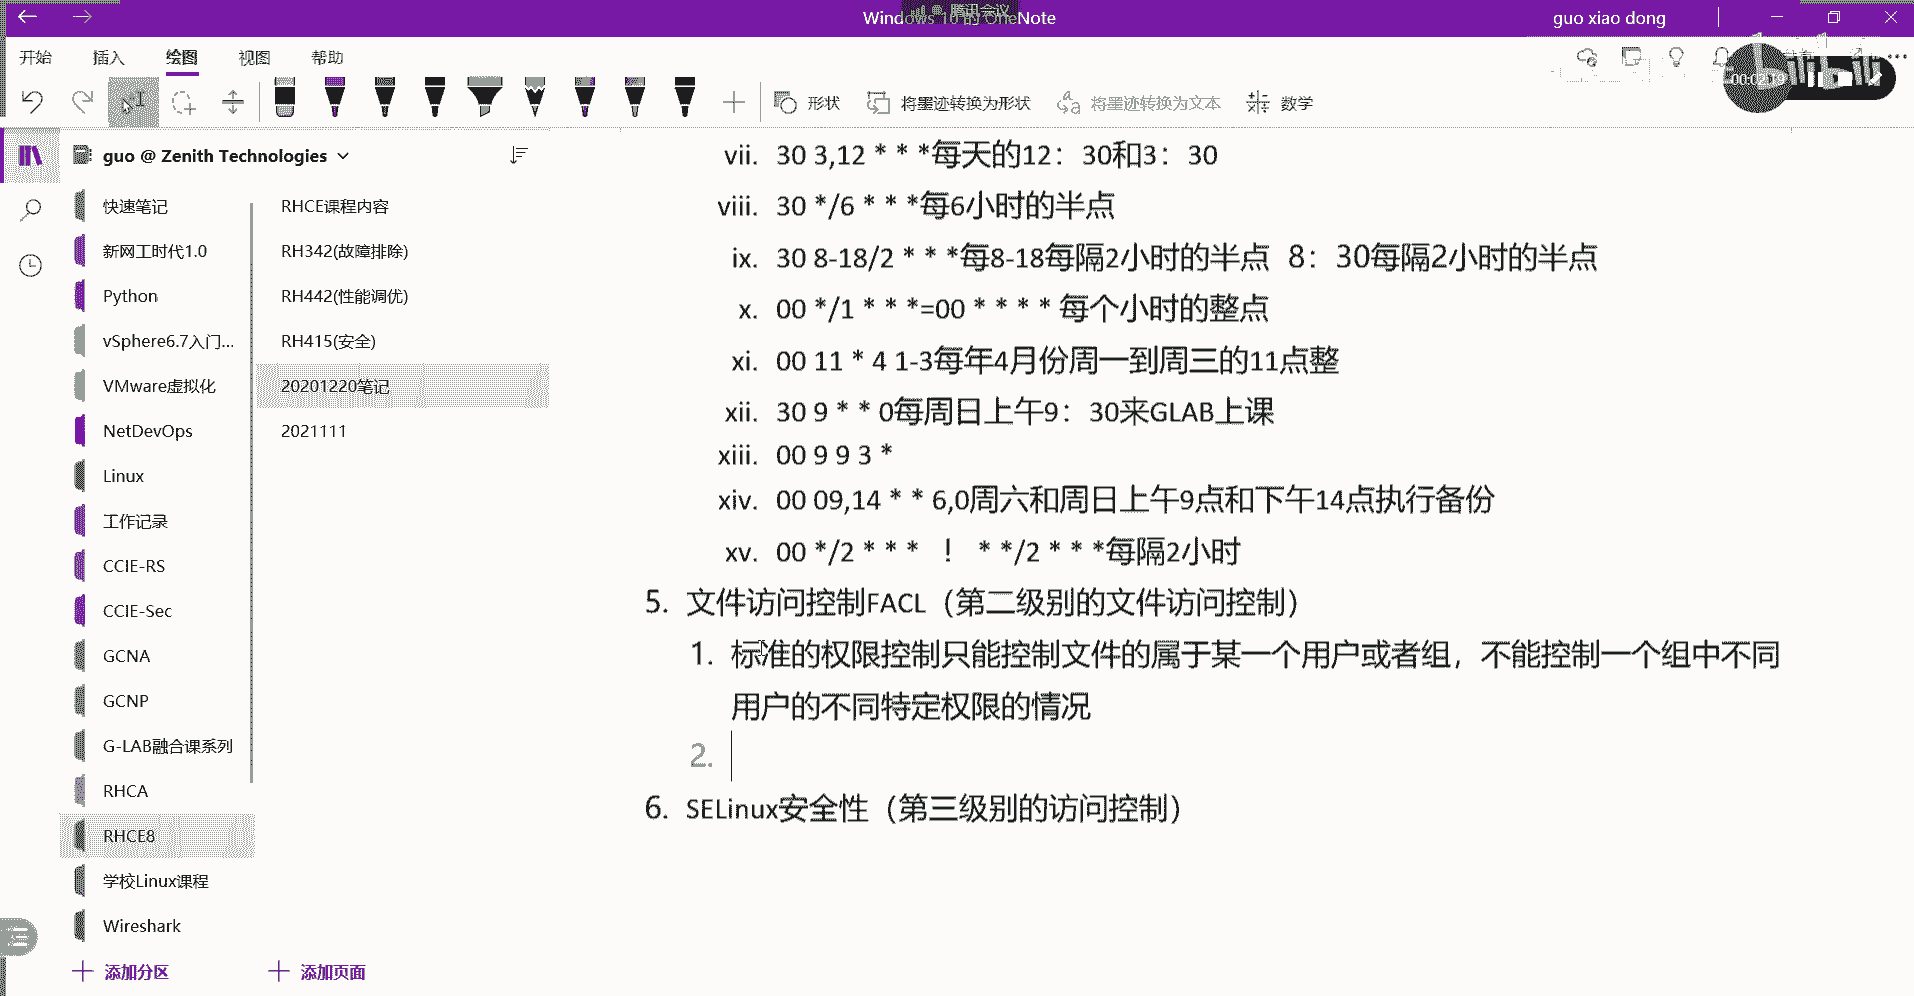 腾讯会议
Windows 10 的 OneNote
guo xiao dong
开始 插入 绘图 视图 帮助
bilibili
00:02:19
形状 将墨迹转换为形状 将墨迹转换为文本 数学
guo @ Zenith Technologies
快速笔记
新网工时代1.0
Python
vSphere6.7入门...
VMware虚拟化
NetDevOps
Linux
工作记录
CCIE-RS
CCIE-Sec
GCNA
GCNP
G-LAB融合课系列
RHCA
RHCE8
学校Linux课程
Wireshark
添加分区
RHCE课程内容
RH342(故障排除)
RH442(性能调优)
RH415(安全)
20201220笔记
2021111
添加页面
vii. 30 3,12 * * *每天的12：30和3：30
viii. 30 */6 * * *每6小时的半点
ix. 30 8-18/2 * * *每8-18每隔2小时的半点 8：30每隔2小时的半点
x. 00 */1 * * *=00 * * * * 每个小时的整点
xi. 00 11 * 4 1-3每年4月份周一到周三的11点整
xii. 30 9 * * 0每周日上午9：30来GLAB上课
xiii. 00 9 9 3 *
xiv. 00 09,14 * * 6,0周六和周日上午9点和下午14点执行备份
xv. 00 */2 * * * ！ * */2 * * *每隔2小时
5. 文件访问控制FACL（第二级别的文件访问控制）
1. 标准的权限控制只能控制文件的属于某一个用户或者组，不能控制一个组中不同
用户的不同特定权限的情况
2.
6. SELinux安全性（第三级别的访问控制）